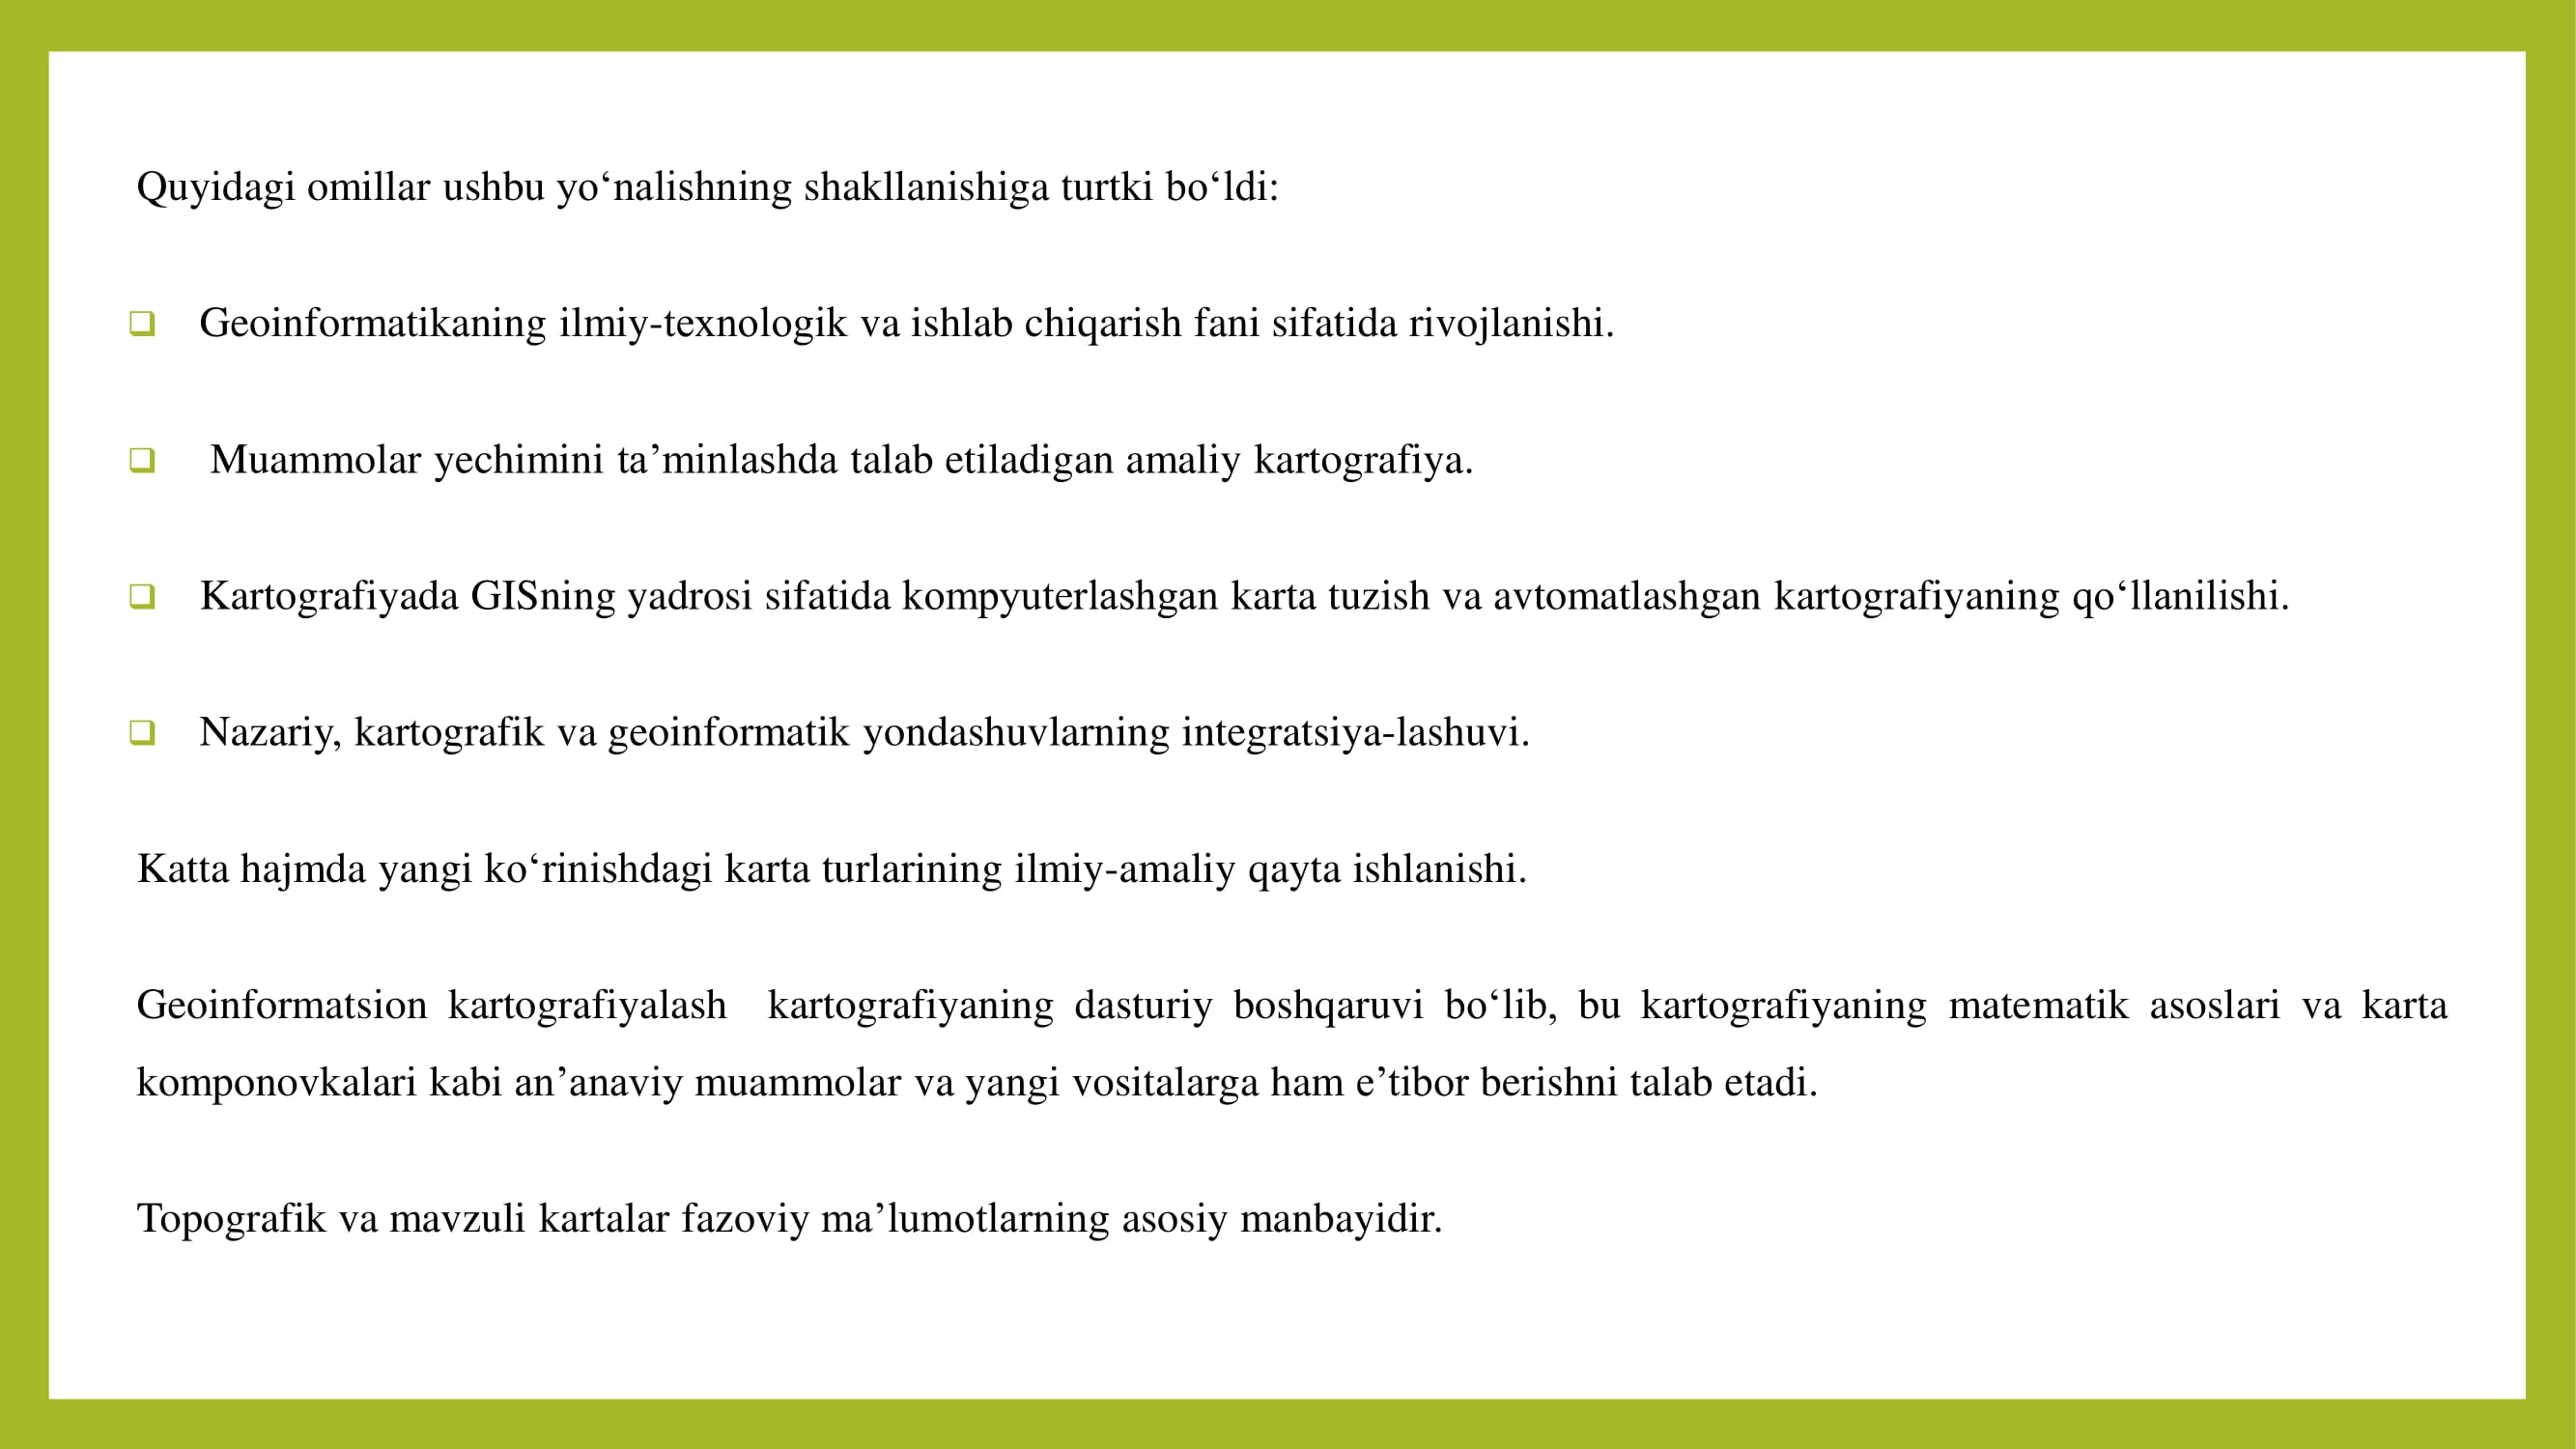 Quyidagi omillar ushbu yo‘nalishning shakllanishiga turtki bo‘ldi:
❑ Geoinformatikaning ilmiy-texnologik va ishlab chiqarish fani sifatida rivojlanishi.
❑ Muammolar yechimini ta’minlashda talab etiladigan amaliy kartografiya.
❑ Kartografiyada GISning yadrosi sifatida kompyuterlashgan karta tuzish va avtomatlashgan kartografiyaning qo‘llanilishi.
❑ Nazariy, kartografik va geoinformatik yondashuvlarning integratsiya-lashuvi.
Katta hajmda yangi ko‘rinishdagi karta turlarining ilmiy-amaliy qayta ishlanishi.
Geoinformatsion kartografiyalash kartografiyaning dasturiy boshqaruvi bo‘lib, bu kartografiyaning matematik asoslari va karta
komponovkalari kabi an’anaviy muammolar va yangi vositalarga ham e’tibor berishni talab etadi.
Topografik va mavzuli kartalar fazoviy ma’lumotlarning asosiy manbayidir.